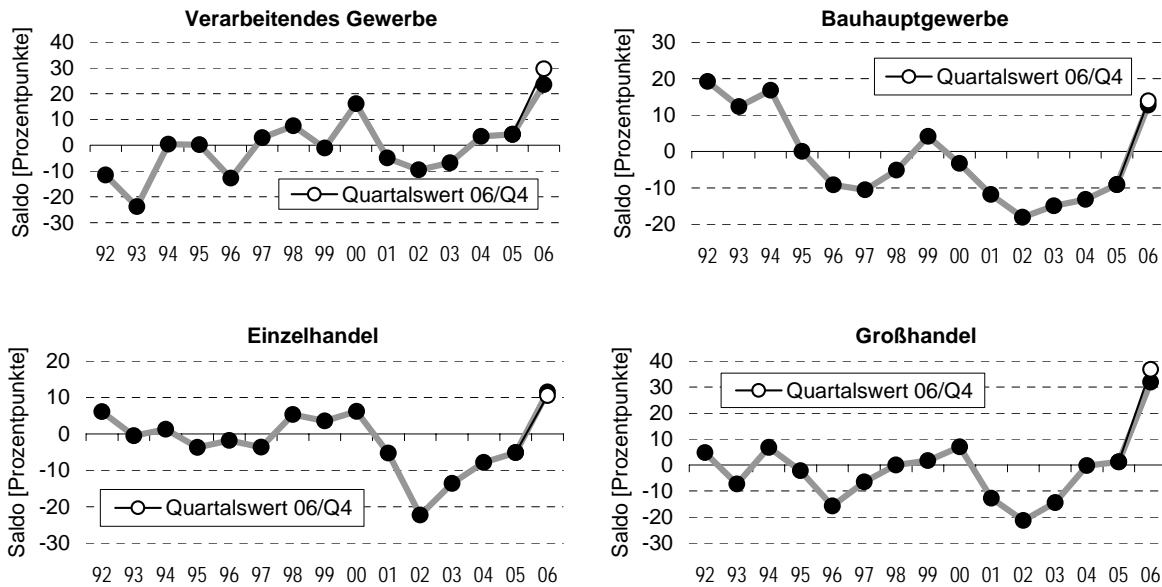 Verarbeitendes Gewerbe
Saldo [Prozentpunkte]
40
30
20
10
0
-10
-20
-30
Quartalswert 06/Q4
92 93 94 95 96 97 98 99 00 01 02 03 04 05 06
Bauhauptgewerbe
Saldo [Prozentpunkte]
30
20
10
0
-10
-20
Quartalswert 06/Q4
92 93 94 95 96 97 98 99 00 01 02 03 04 05 06
Einzelhandel
Saldo [Prozentpunkte]
20
10
0
-10
-20
-30
Quartalswert 06/Q4
92 93 94 95 96 97 98 99 00 01 02 03 04 05 06
Großhandel
Saldo [Prozentpunkte]
40
30
20
10
0
-10
-20
-30
Quartalswert 06/Q4
92 93 94 95 96 97 98 99 00 01 02 03 04 05 06